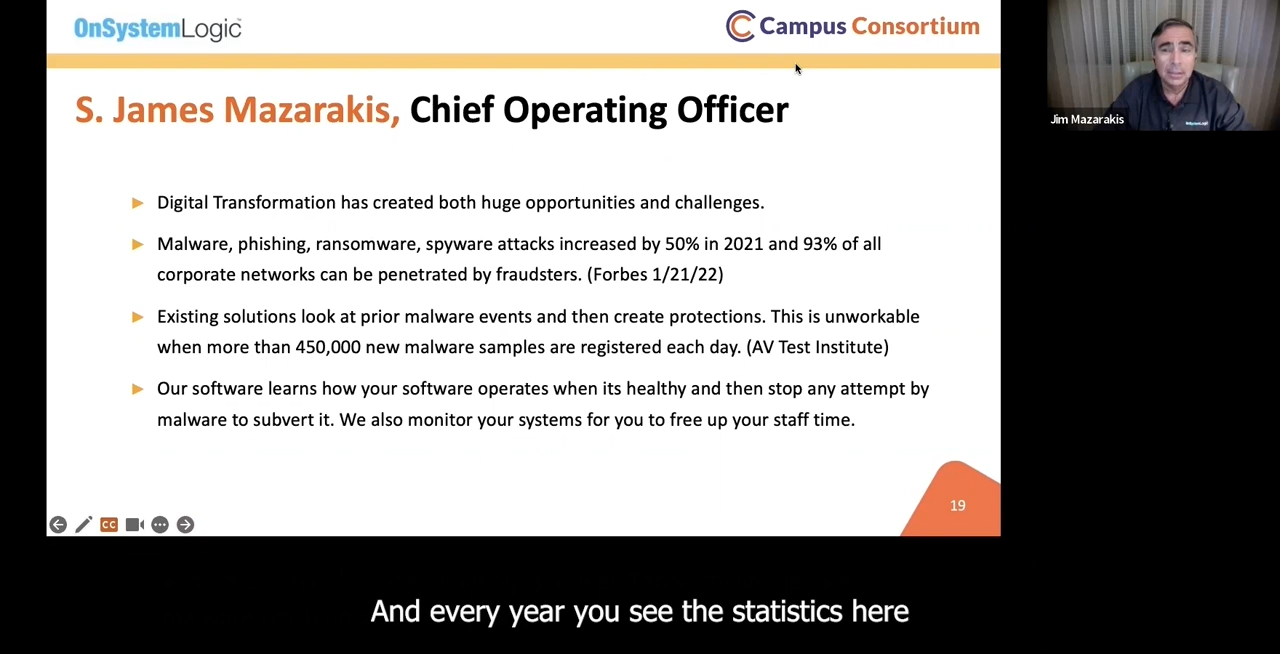 OnSystemLogic™
Campus Consortium
S. James Mazarakis, Chief Operating Officer
Jim Mazarakis
Digital Transformation has created both huge opportunities and challenges.
Malware, phishing, ransomware, spyware attacks increased by 50% in 2021 and 93% of all
corporate networks can be penetrated by fraudsters. (Forbes 1/21/22)
Existing solutions look at prior malware events and then create protections. This is unworkable
when more than 450,000 new malware samples are registered each day. (AV Test Institute)
Our software learns how your software operates when its healthy and then stop any attempt by
malware to subvert it. We also monitor your systems for you to free up your staff time.
19
CC
And every year you see the statistics here